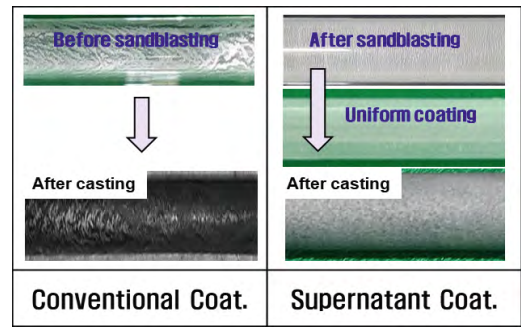 Before sandblasting
After casting
Conventional Coat.
After sandblasting
Uniform coating
After casting
Supernatant Coat.